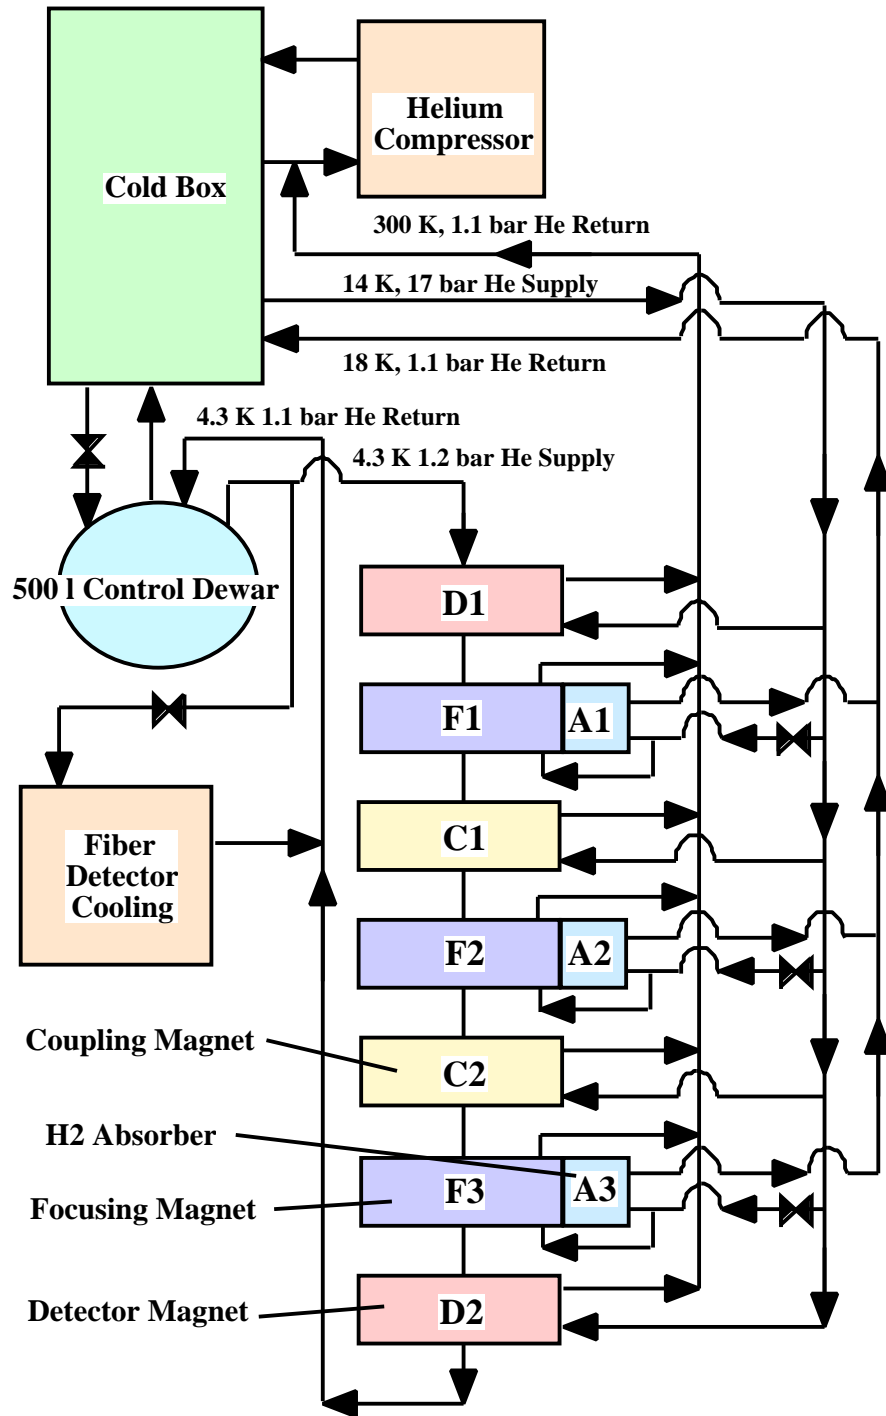 Helium
Compressor
Cold Box
300 K, 1.1 bar He Return
14 K, 17 bar He Supply
18 K, 1.1 bar He Return
4.3 K 1.1 bar He Return
4.3 K 1.2 bar He Supply
500 l Control Dewar
D1
F1
A1
C1
Fiber
Detector
Cooling
F2
A2
Coupling Magnet
C2
H2 Absorber
F3
A3
Focusing Magnet
Detector Magnet
D2